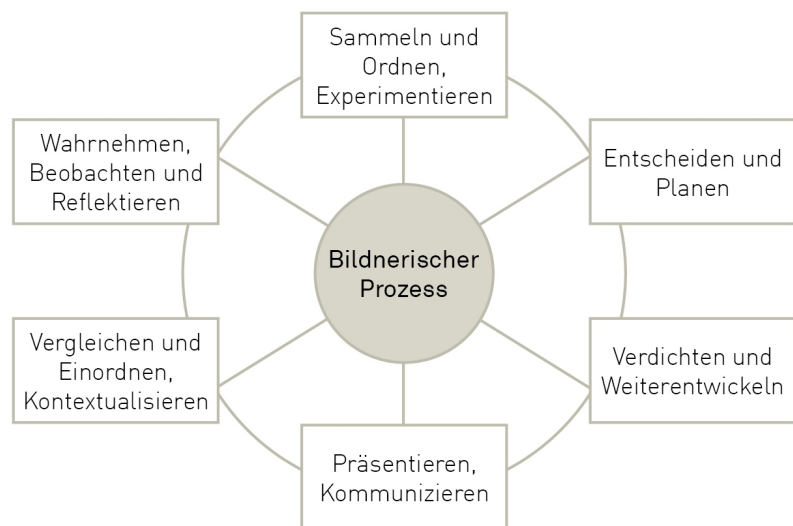 Sammeln und
Ordnen,
Experimentieren
Wahrnehmen,
Beobachten und
Reflektieren
Entscheiden und
Planen
Bildnerischer
Prozess
Vergleichen und
Einordnen,
Kontextualisieren
Verdichten und
Weiterentwickeln
Präsentieren,
Kommunizieren